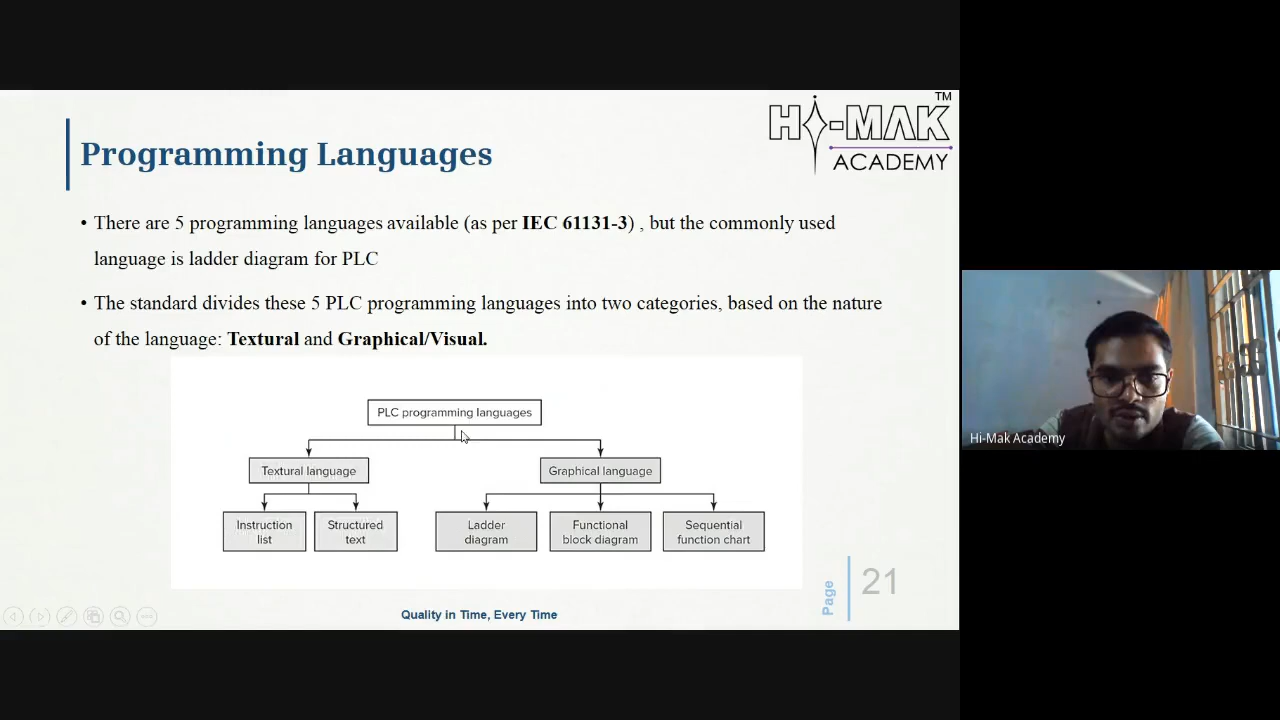 HI-MAK TM
ACADEMY
Programming Languages
• There are 5 programming languages available (as per IEC 61131-3) , but the commonly used
language is ladder diagram for PLC
• The standard divides these 5 PLC programming languages into two categories, based on the nature
of the language: Textural and Graphical/Visual.
PLC programming languages
Textural language
Graphical language
Instruction
list
Structured
text
Ladder
diagram
Functional
block diagram
Sequential
function chart
Page
21
Quality in Time, Every Time
Hi-Mak Academy